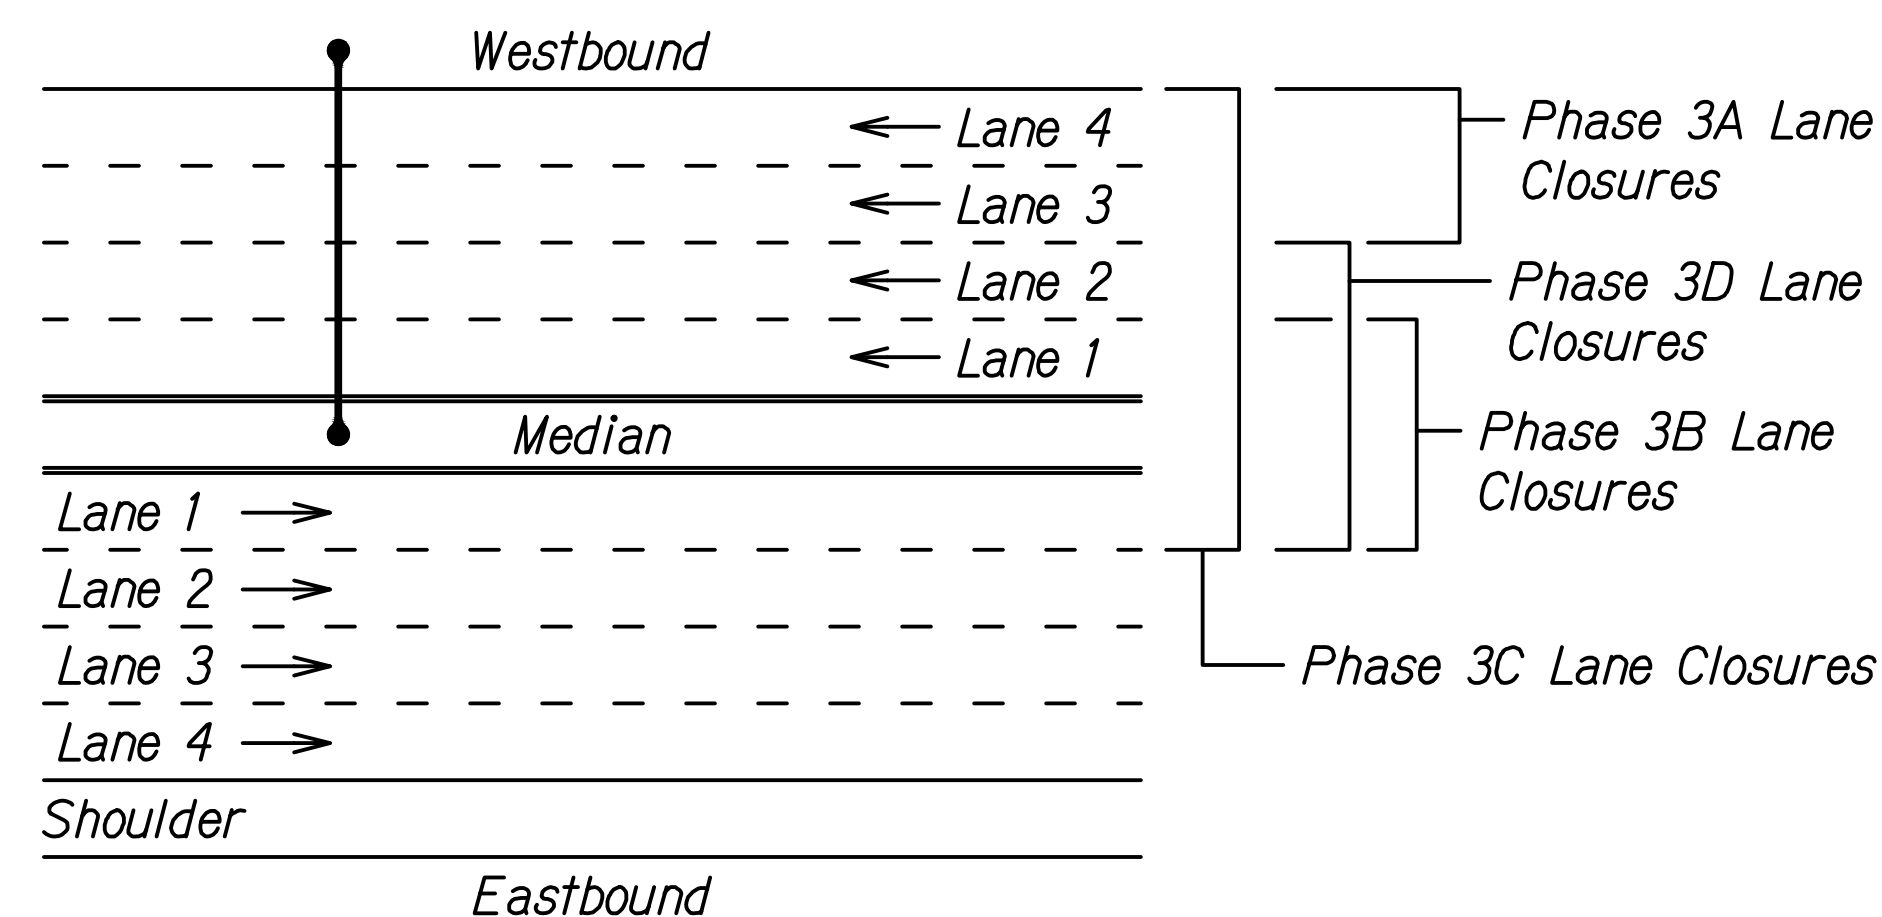 Westbound
Lane 4
Phase 3A Lane
Closures
Lane 3
Lane 2
Phase 3D Lane
Closures
Lane 1
Median
Phase 3B Lane
Closures
Lane 1
Lane 2
Lane 3
Phase 3C Lane Closures
Lane 4
Shoulder
Eastbound